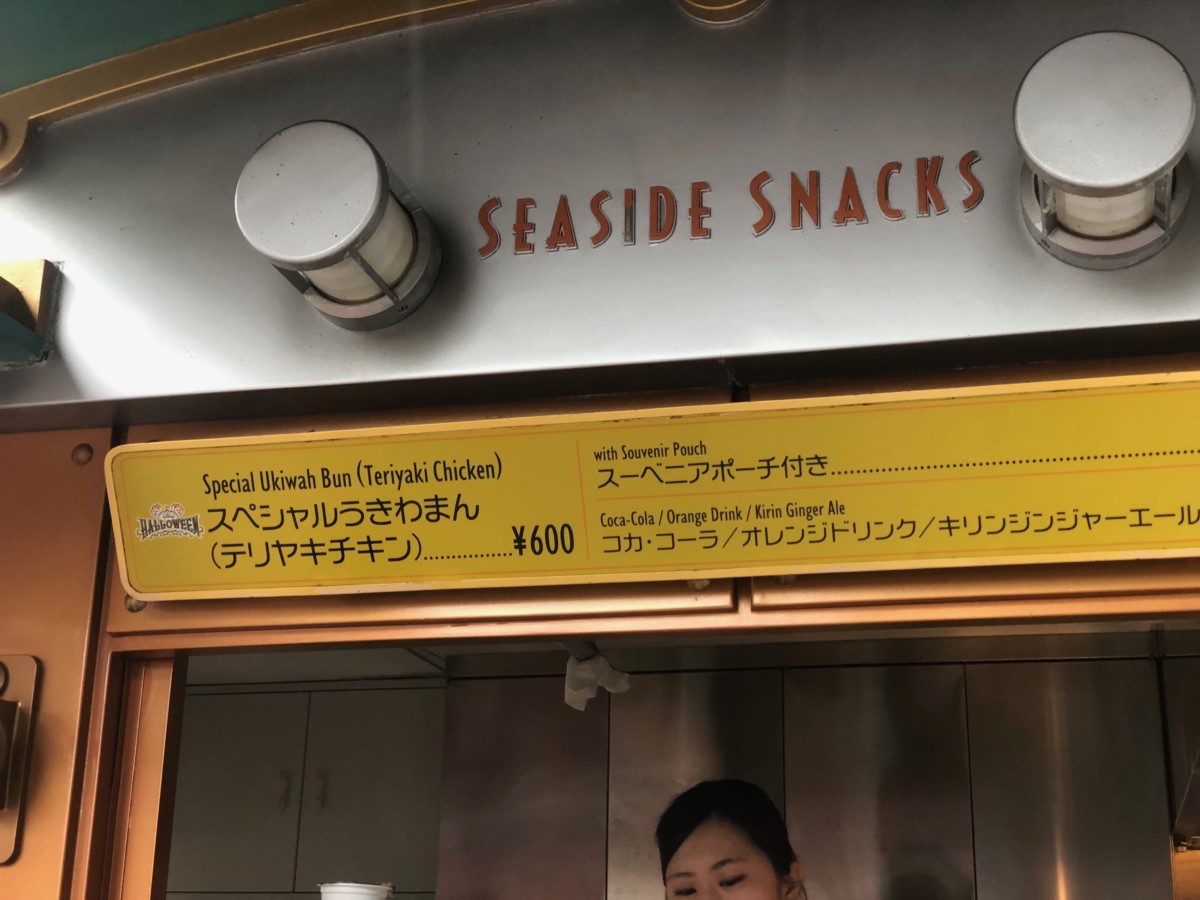 SEASIDE SNACKS
HALLOWEEN
Special Ukiwah Bun (Teriyaki Chicken)
スペシャルうきわまん
(テリヤキチキン)...............¥600
with Souvenir Pouch
スーベニアポーチ付き
Coca-Cola / Orange Drink / Kirin Ginger Ale
コカ・コーラ/オレンジドリンク/キリンジンジャーエール